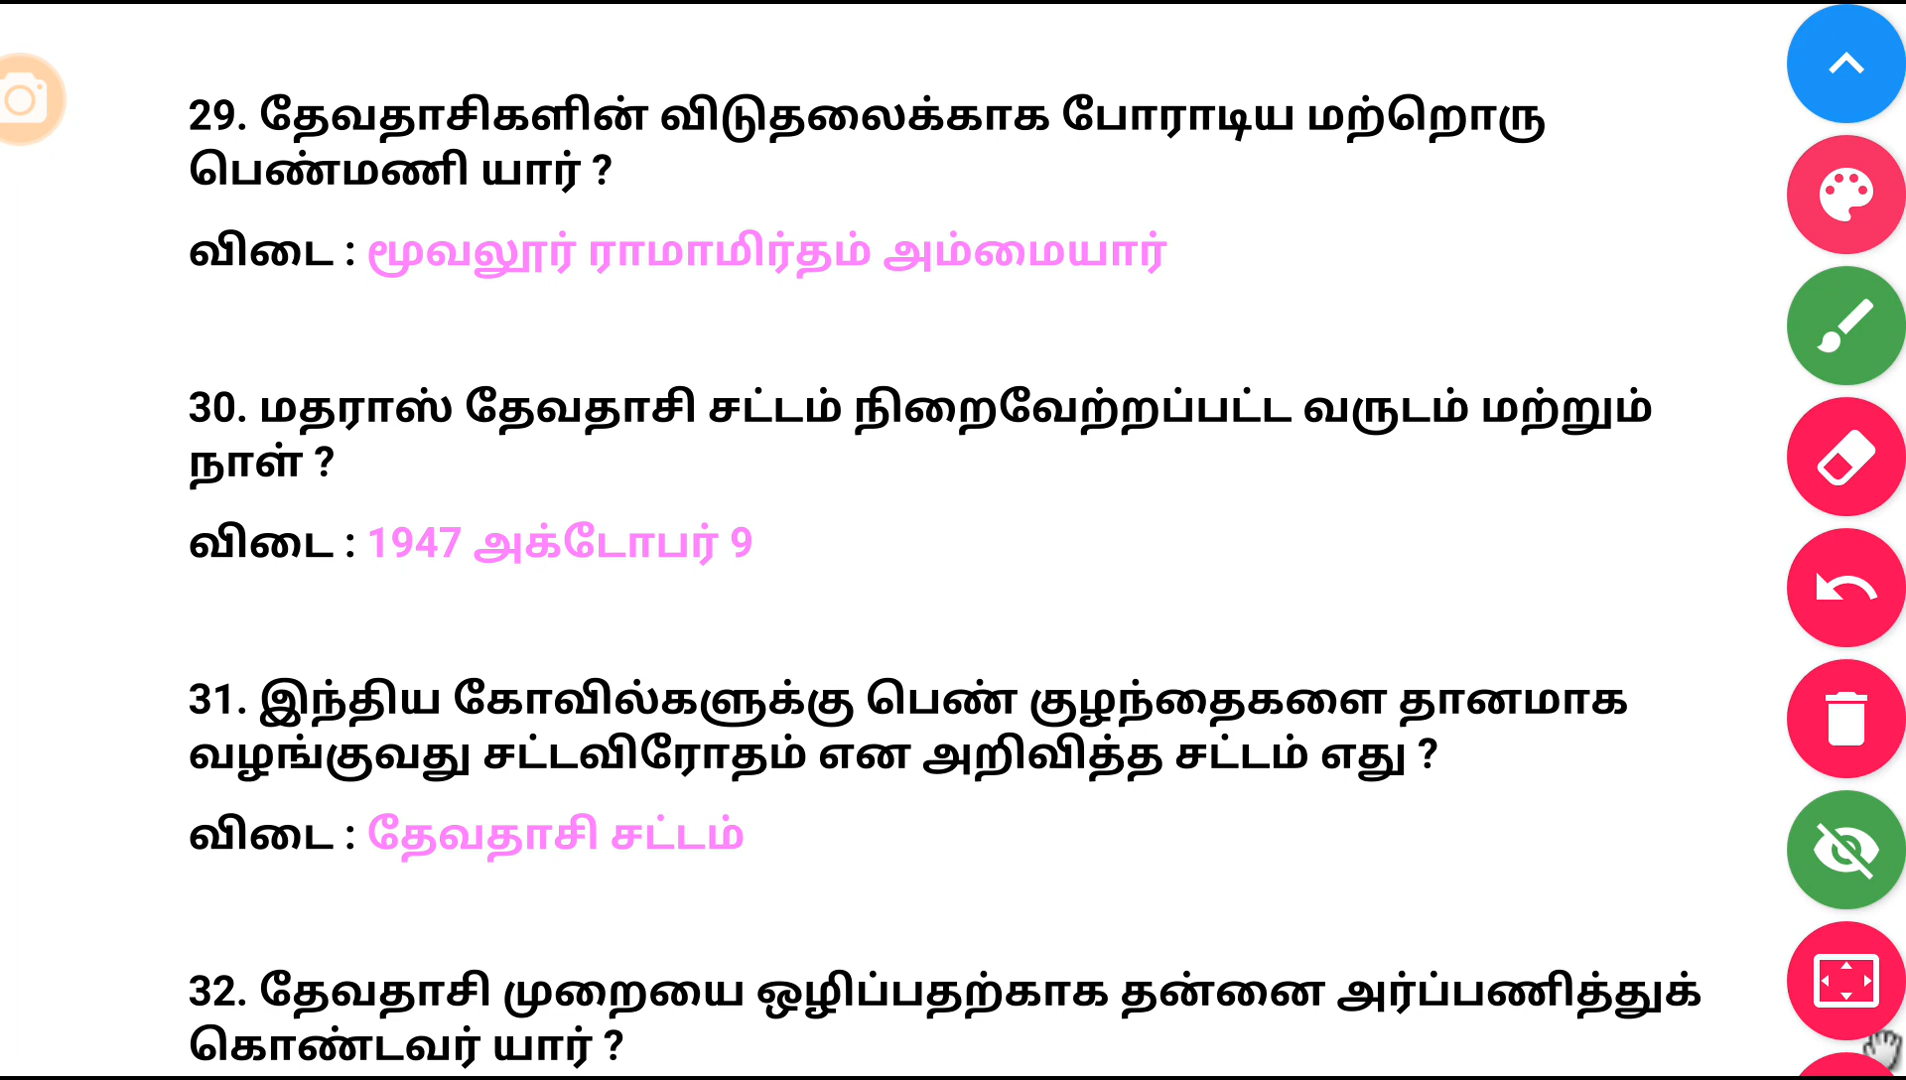 29. தேவதாசிகளின் விடுதலைக்காக போராடிய மற்றொரு
பெண்மணி யார் ?
விடை : மூவலூர் ராமாமிர்தம் அம்மையார்
30. மதராஸ் தேவதாசி சட்டம் நிறைவேற்றப்பட்ட வருடம் மற்றும்
நாள் ?
விடை : 1947 அக்டோபர் 9
31. இந்திய கோவில்களுக்கு பெண் குழந்தைகளை தானமாக
வழங்குவது சட்டவிரோதம் என அறிவித்த சட்டம் எது ?
விடை : தேவதாசி சட்டம்
32. தேவதாசி முறையை ஒழிப்பதற்காக தன்னை அர்ப்பணித்துக்
கொண்டவர் யார் ?